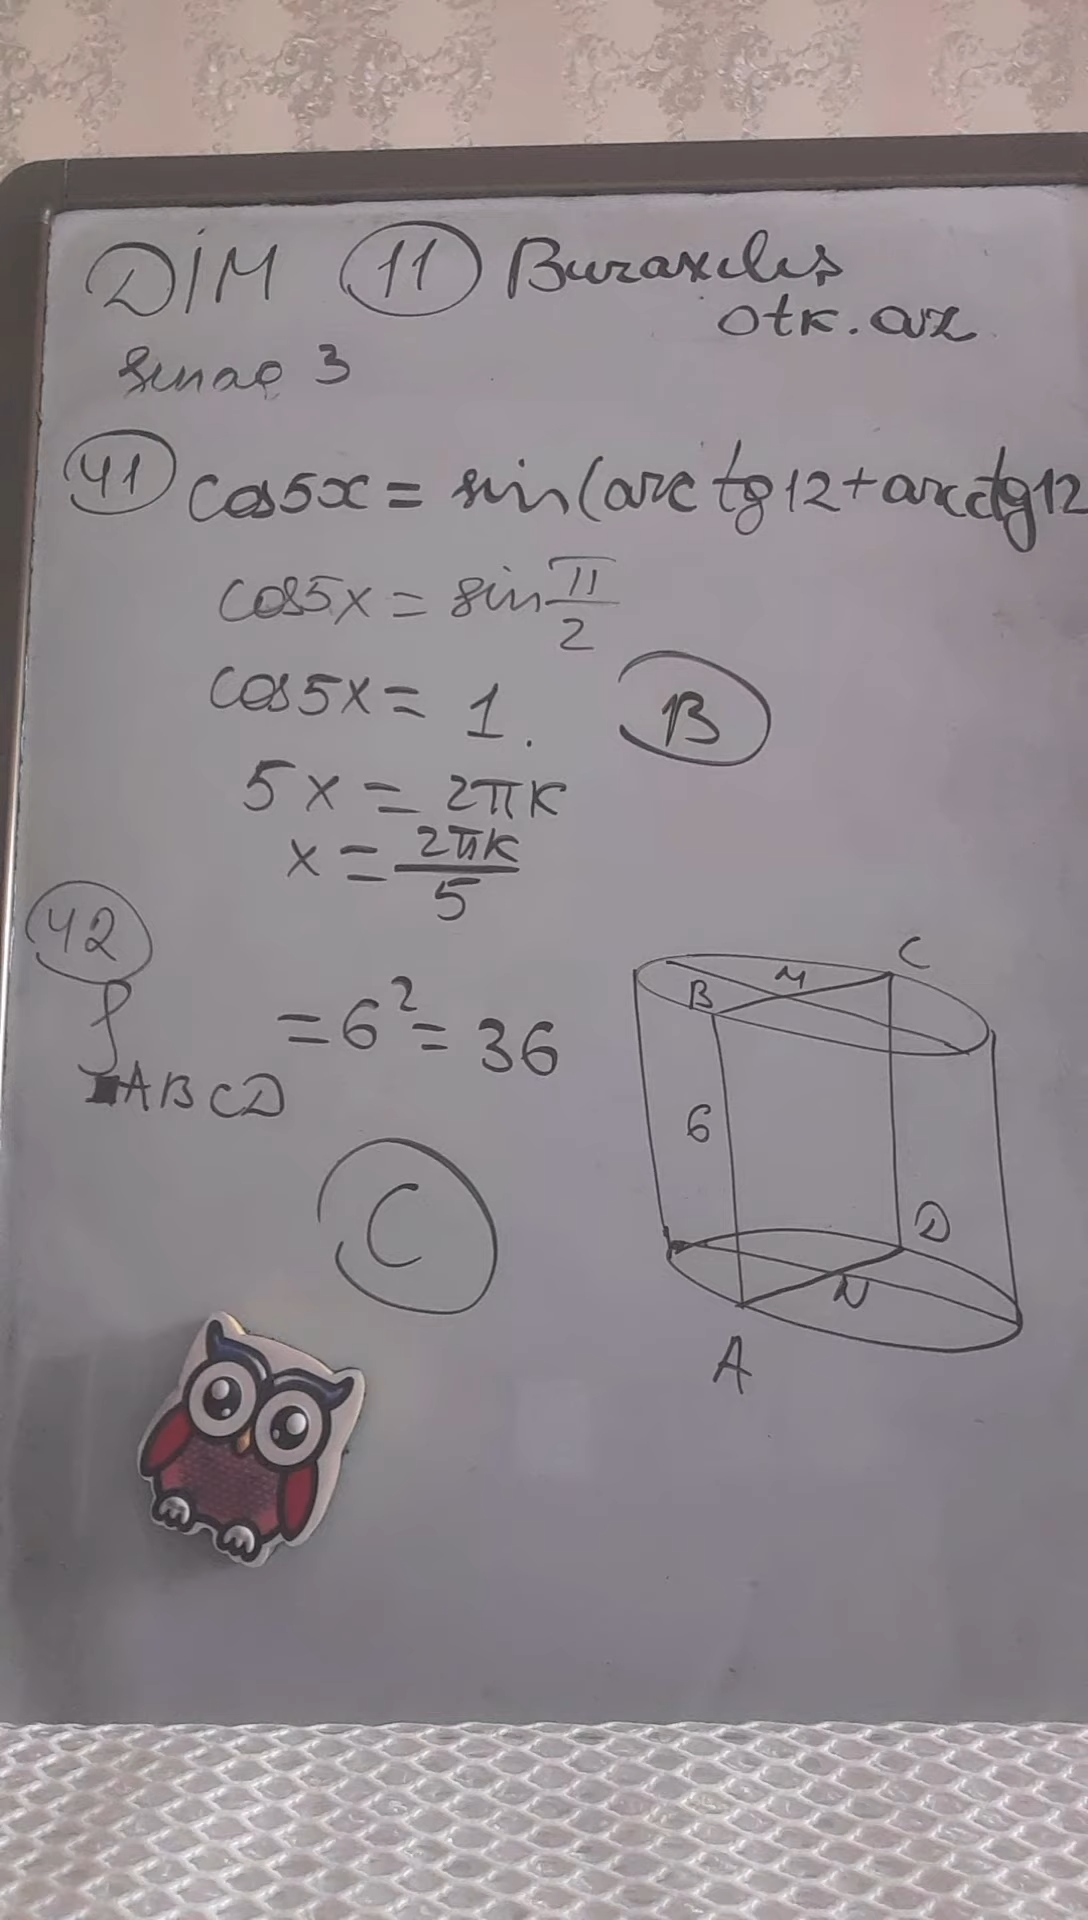 DİM 11 Buraxılış
otk.az
Sınaq 3
41 cos5x = sin(arctg12+arcctg12
cos5x = sin π/2
cos5x = 1.
B
5x = 2πk
x = 2πk/5
42
S ABCD = 6² = 36
C
C
M
B
6
D
N
A